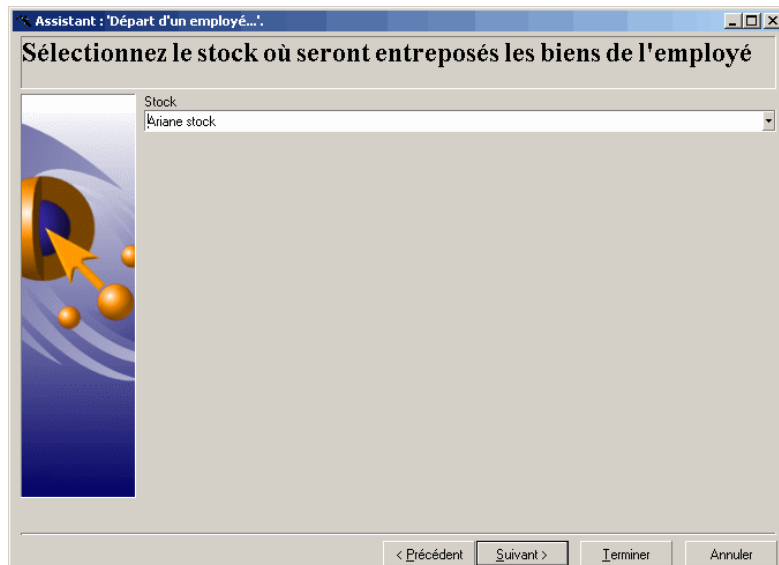 Assistant : 'Départ d'un employé...'.
Sélectionnez le stock où seront entreposés les biens de l'employé
Stock
Ariane stock
< Précédent Suivant > Terminer Annuler